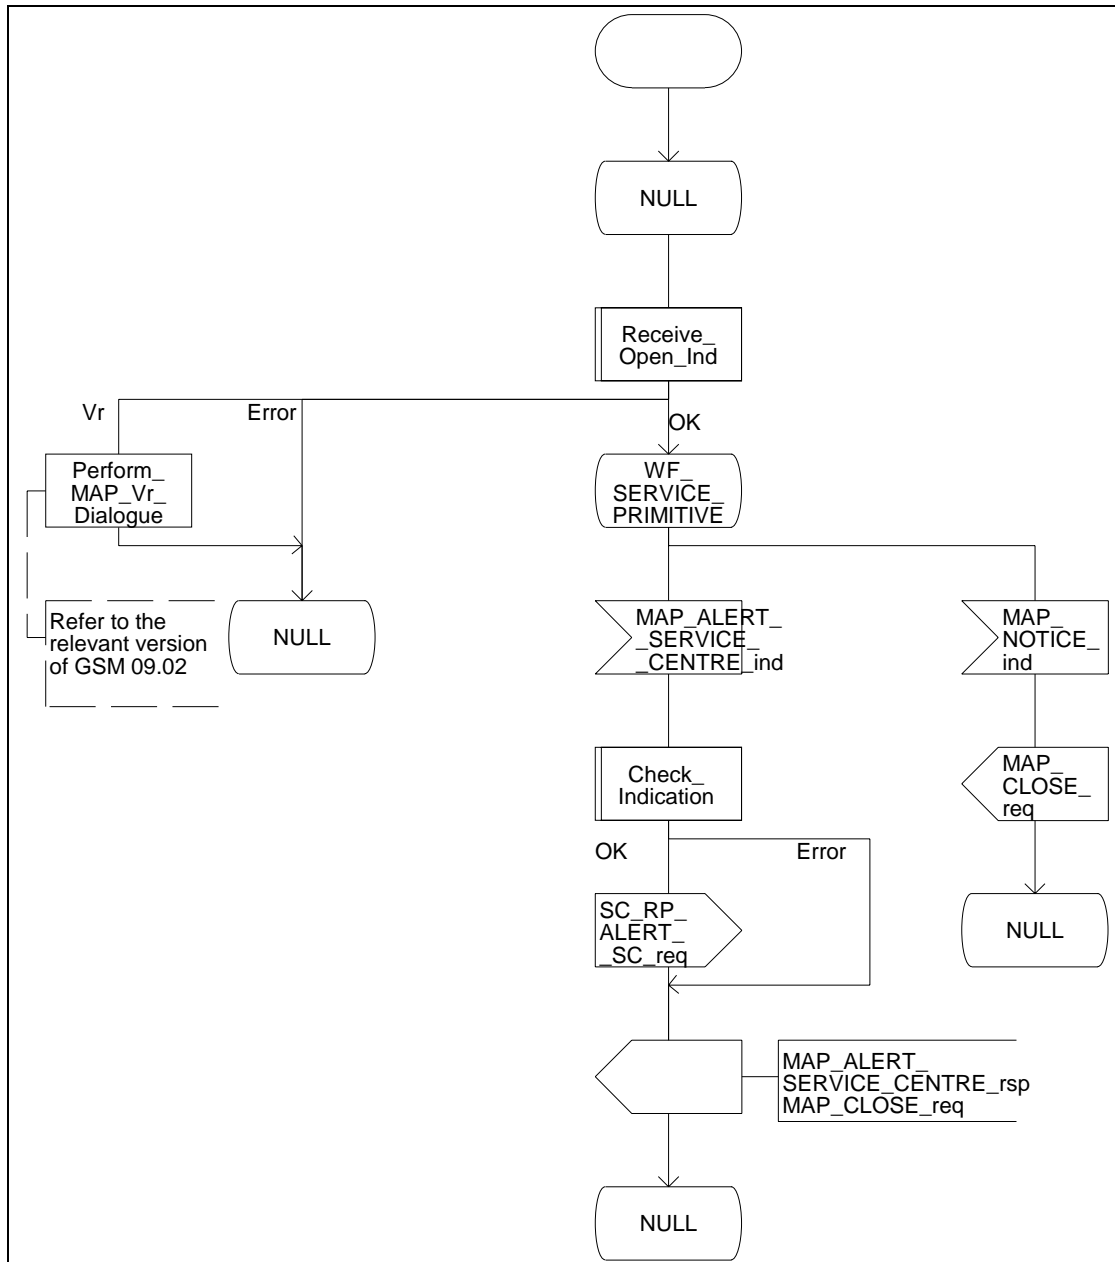 NULL
Receive_
Open_Ind
Vr
Error
OK
Perform_
MAP_Vr_
Dialogue
WF_
SERVICE_
PRIMITIVE
Refer to the
relevant version
of GSM 09.02
NULL
MAP_ALERT_
_SERVICE_
_CENTRE_ind
MAP_
NOTICE_
ind
Check_
Indication
MAP_
CLOSE_
req
OK
Error
SC_RP_
ALERT_
_SC_req
NULL
MAP_ALERT_
SERVICE_CENTRE_rsp
MAP_CLOSE_req
NULL